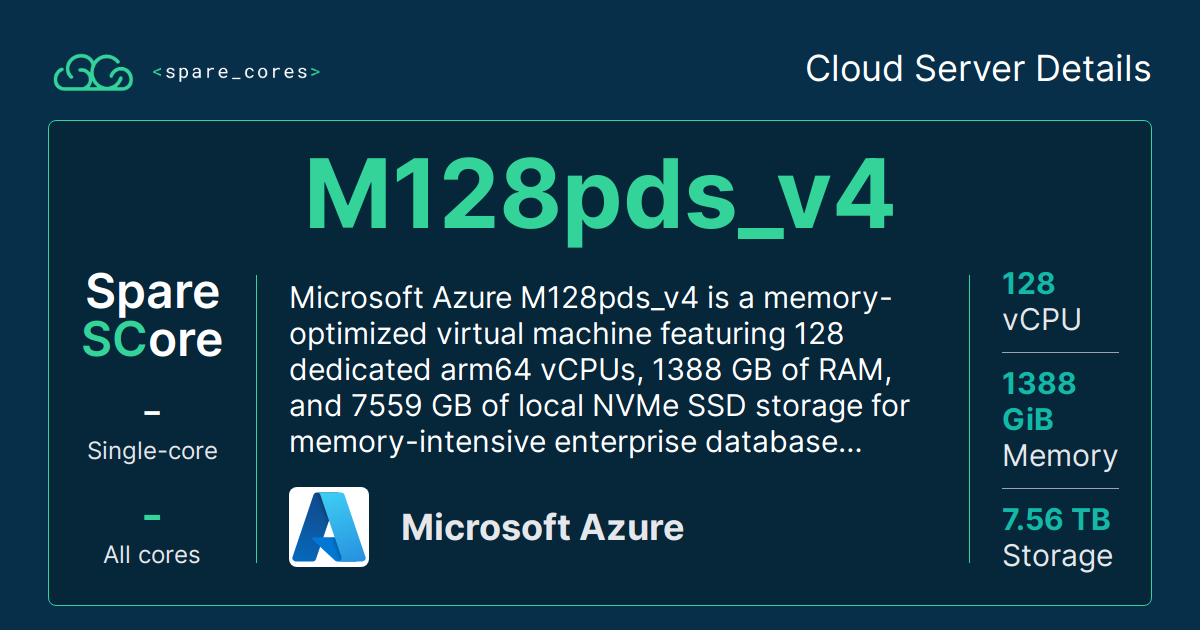 <spare_cores>
Cloud Server Details
M128pds_v4
Spare
SCore
–
Single-core
–
All cores
Microsoft Azure M128pds_v4 is a memory-
optimized virtual machine featuring 128
dedicated arm64 vCPUs, 1388 GB of RAM,
and 7559 GB of local NVMe SSD storage for
memory-intensive enterprise database...
Microsoft Azure
128
vCPU
1388
GiB
Memory
7.56 TB
Storage